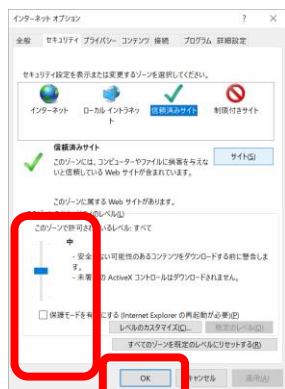 インターネット オプション ? ×
全般 セキュリティ プライバシー コンテンツ 接続 プログラム 詳細設定
セキュリティ設定を表示または変更するゾーンを選択してください。
インターネット ローカル イントラネット 信頼済みサイト 制限付きサイト
信頼済みサイト
このゾーンには、コンピューターやファイルに損害を与えな
いと信頼している Web サイトが含まれています。
サイト(S)
このゾーンに属する Web サイトがあります。
のレベル(L)
このゾーンで許可されているレベル: すべて
中
- 安全 ない可能性のあるコンテンツをダウンロードする前に警告しま
す。
- 未署 の ActiveX コントロールはダウンロードされません。
保護モードを有 にする (Internet Explorer の再起動が必要)(P)
レベルのカスタマイズ(C)... 既定のレベル(D)
すべてのゾーンを既定のレベルにリセットする(R)
OK キャンセル 適用(A)